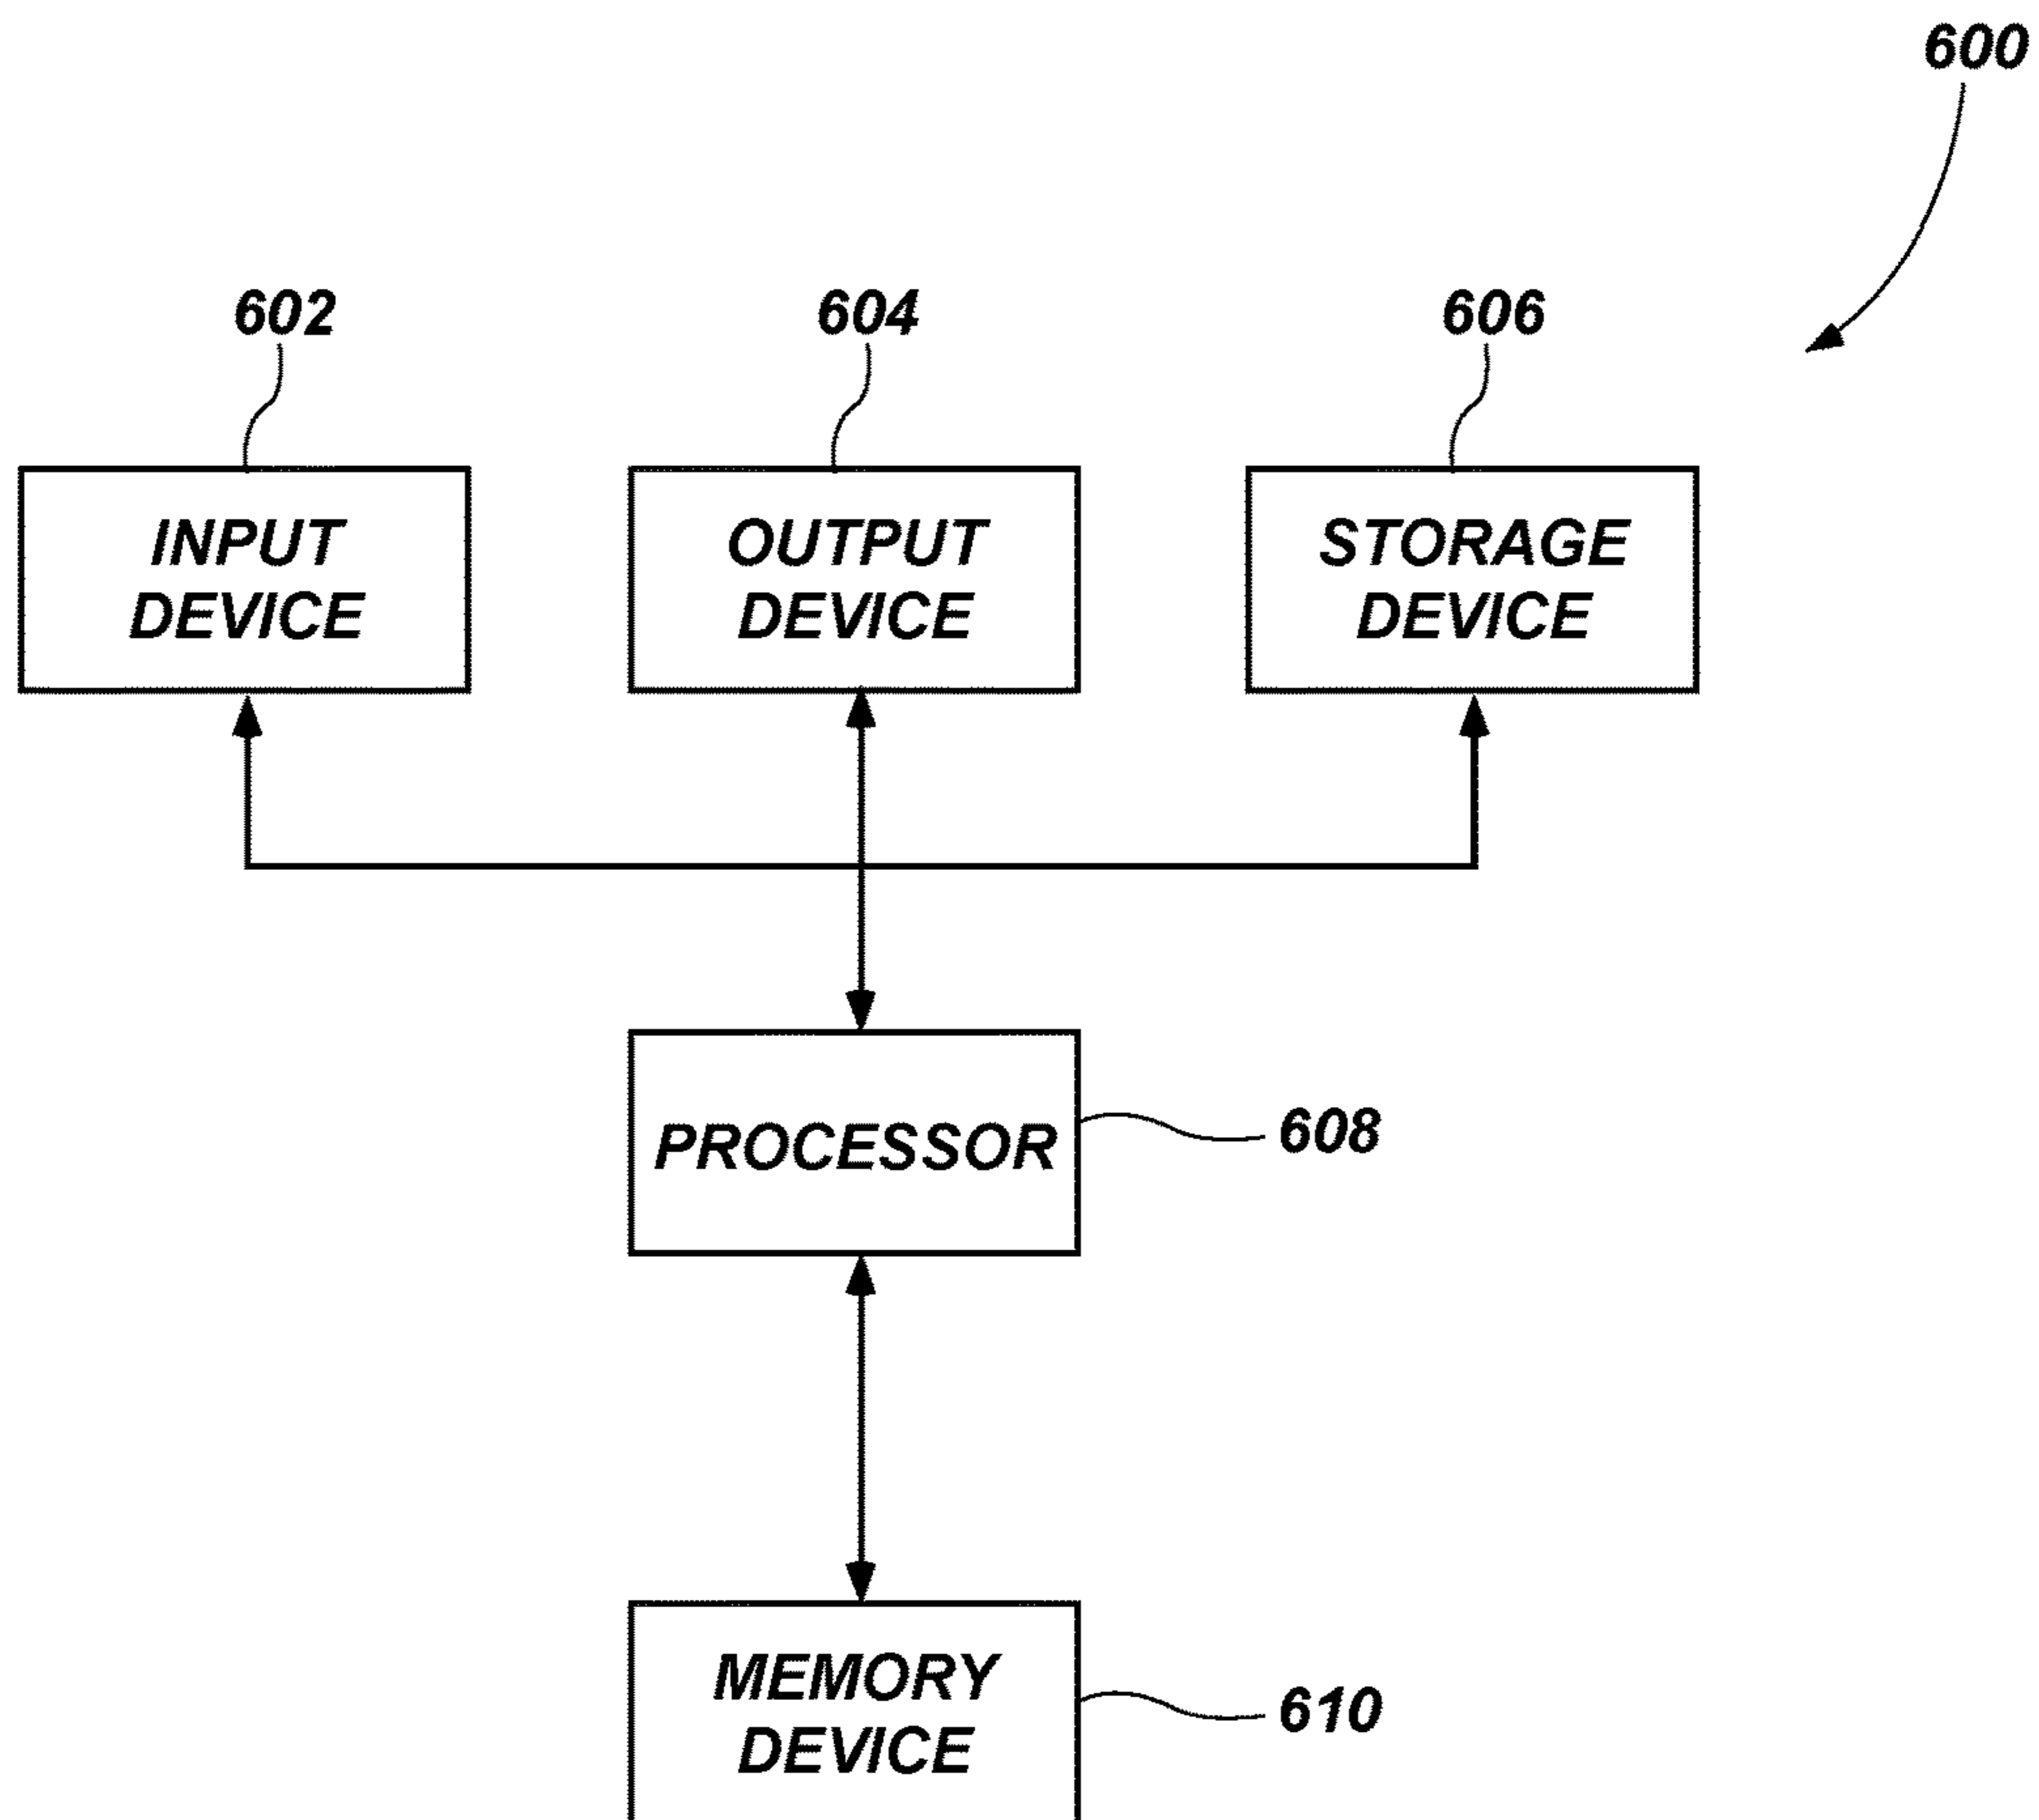 600
602
604
606
INPUT
DEVICE
OUTPUT
DEVICE
STORAGE
DEVICE
PROCESSOR
608
MEMORY
DEVICE
610